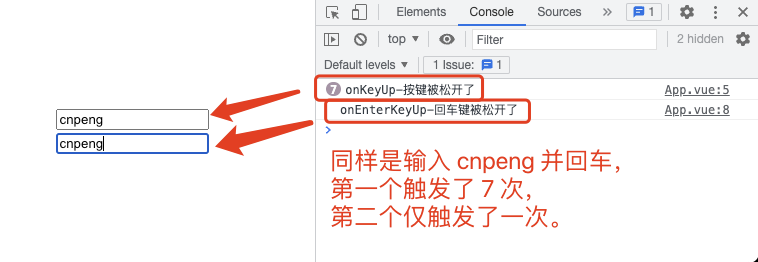 Elements Console Sources » 1
top Filter 2 hidden
Default levels 1 Issue: 1
7 onKeyUp-按键被松开了 App.vue:5
onEnterKeyUp-回车键被松开了 App.vue:8
>
cnpeng
cnpeng
同样是输入 cnpeng 并回车，
第一个触发了 7 次，
第二个仅触发了一次。